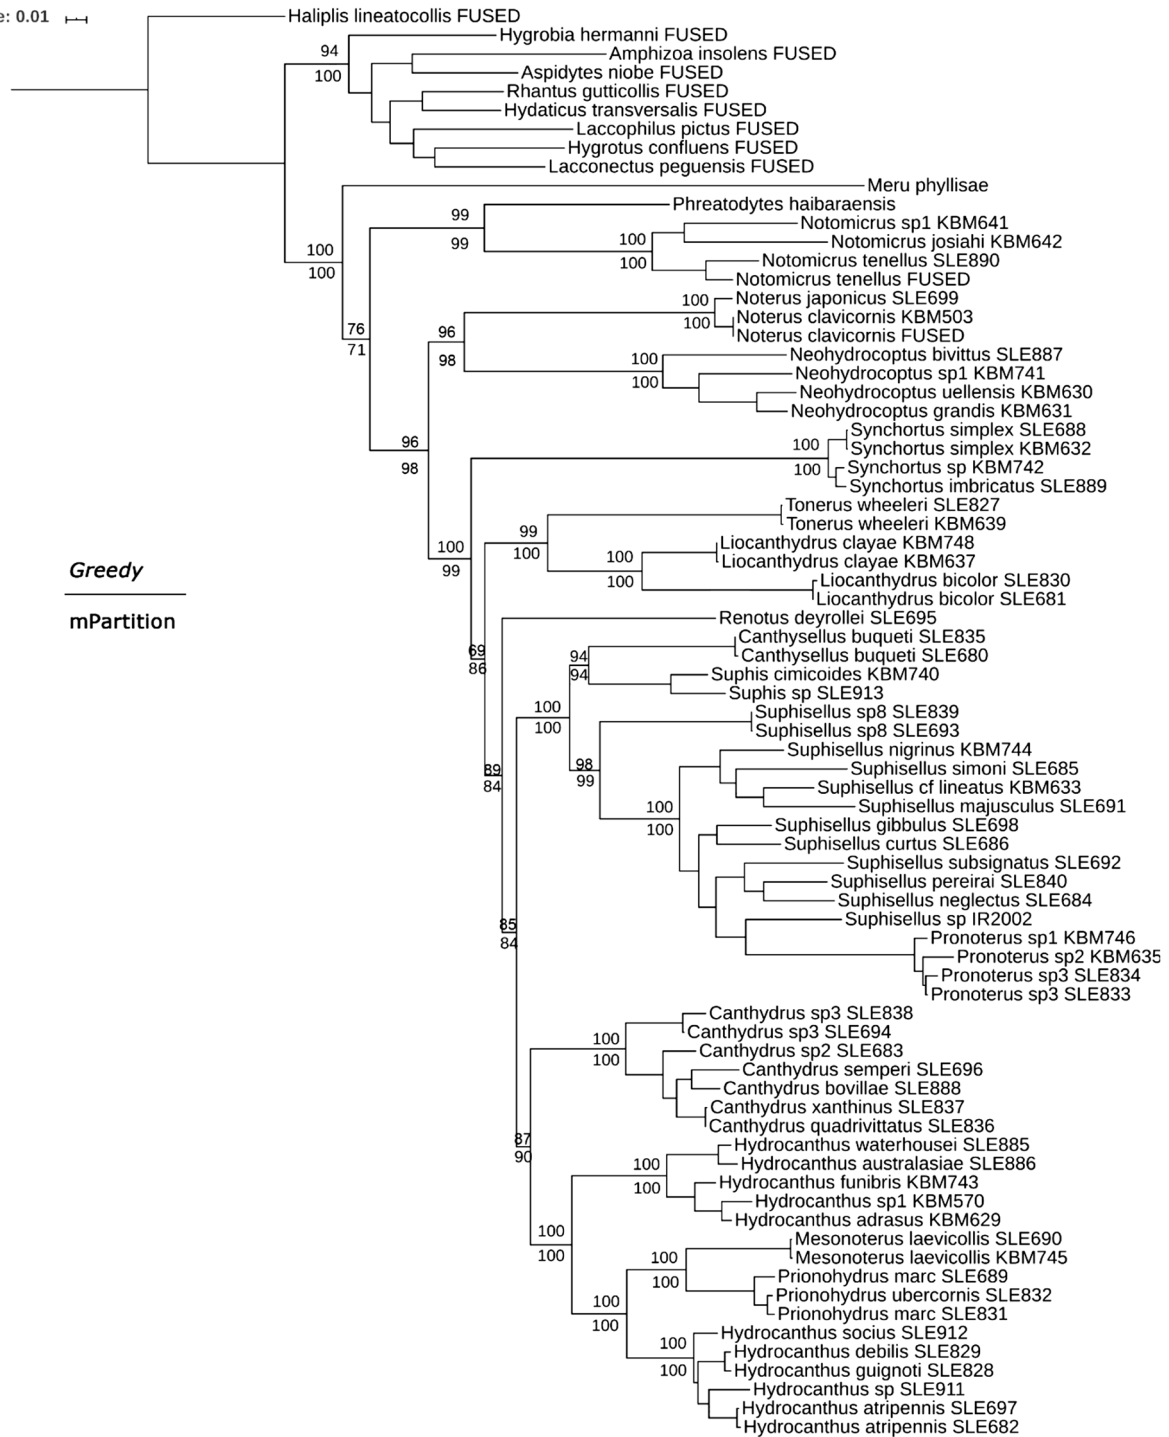 e: 0.01
Haliplis lineatocollis FUSED
Hygrobia hermanni FUSED
94
100
Amphizoa insolens FUSED
Aspidytes niobe FUSED
Rhantus gutticollis FUSED
Hydaticus transversalis FUSED
Laccophilus pictus FUSED
Hygrotus confluens FUSED
Lacconectus peguensis FUSED
Meru phyllisae
Phreatodytes haibaraensis
99
99
Notomicrus sp1 KBM641
100
Notomicrus josiahi KBM642
100
100
100
Notomicrus tenellus SLE890
Notomicrus tenellus FUSED
Noterus japonicus SLE699
100
Noterus clavicornis KBM503
100
Noterus clavicornis FUSED
76
71
96
98
Neohydrocoptus bivittus SLE887
100
Neohydrocoptus sp1 KBM741
100
Neohydrocoptus uellensis KBM630
Neohydrocoptus grandis KBM631
Synchortus simplex SLE688
96
98
100
Synchortus simplex KBM632
100
Synchortus sp KBM742
Synchortus imbricatus SLE889
Tonerus wheeleri SLE827
Tonerus wheeleri KBM639
99
100
100
99
Liocanthydrus clayae KBM748
100
Liocanthydrus clayae KBM637
100
Liocanthydrus bicolor SLE830
Liocanthydrus bicolor SLE681
Greedy
mPartition
Renotus deyrollei SLE695
Canthysellus buqueti SLE835
69
86
94
94
Canthysellus buqueti SLE680
Suphis cimicoides KBM740
Suphis sp SLE913
100
100
Suphisellus sp8 SLE839
Suphisellus sp8 SLE693
Suphisellus nigrinus KBM744
89
84
98
99
Suphisellus simoni SLE685
Suphisellus cf lineatus KBM633
100
100
Suphisellus majusculus SLE691
Suphisellus gibbulus SLE698
Suphisellus curtus SLE686
Suphisellus subsignatus SLE692
Suphisellus pereirai SLE840
Suphisellus neglectus SLE684
85
84
Suphisellus sp IR2002
Pronoterus sp1 KBM746
Pronoterus sp2 KBM635
Pronoterus sp3 SLE834
Pronoterus sp3 SLE833
Canthydrus sp3 SLE838
100
100
Canthydrus sp3 SLE694
Canthydrus sp2 SLE683
Canthydrus semperi SLE696
Canthydrus bovillae SLE888
Canthydrus xanthinus SLE837
Canthydrus quadrivittatus SLE836
87
90
Hydrocanthus waterhousei SLE885
100
100
Hydrocanthus australasiae SLE886
Hydrocanthus funibris KBM743
Hydrocanthus sp1 KBM570
Hydrocanthus adrasus KBM629
100
100
Mesonoterus laevicollis SLE690
100
100
Mesonoterus laevicollis KBM745
Prionohydrus marc SLE689
Prionohydrus ubercornis SLE832
100
100
Prionohydrus marc SLE831
Hydrocanthus socius SLE912
100
100
Hydrocanthus debilis SLE829
Hydrocanthus guignoti SLE828
Hydrocanthus sp SLE911
Hydrocanthus atripennis SLE697
Hydrocanthus atripennis SLE682